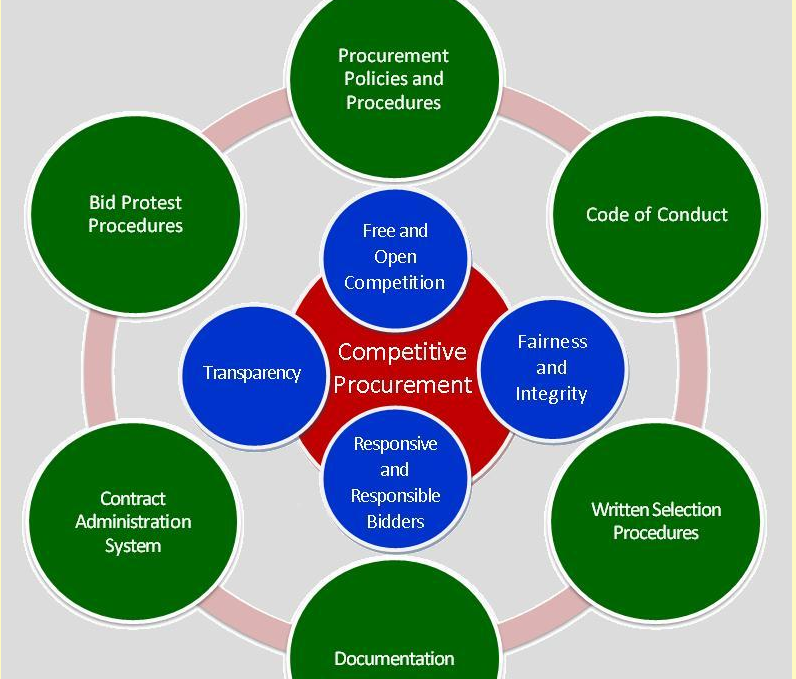 Procurement
Policies and
Procedures
Bid Protest
Procedures
Code of Conduct
Free and
Open
Competition
Transparency
Competitive
Procurement
Fairness
and
Integrity
Responsive
and
Responsible
Bidders
Contract
Administration
System
Written Selection
Procedures
Documentation